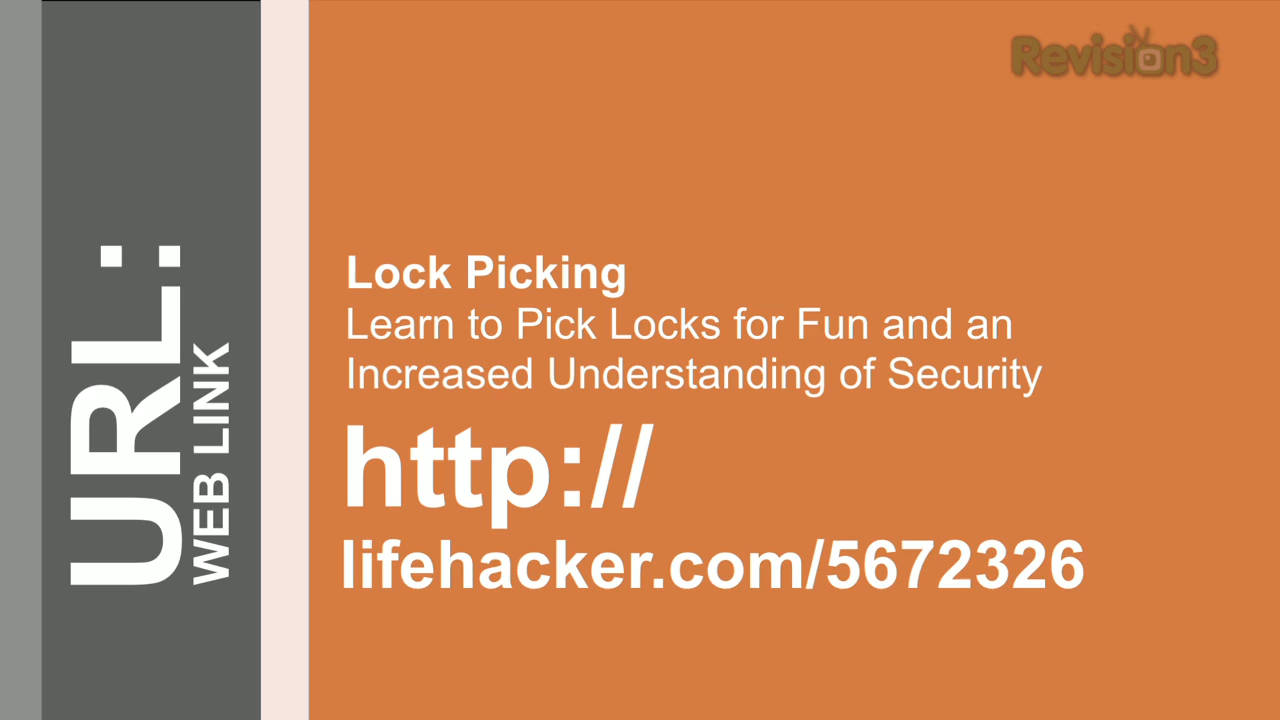 Revision3
URL:
WEB LINK
Lock Picking
Learn to Pick Locks for Fun and an
Increased Understanding of Security
http://
lifehacker.com/5672326